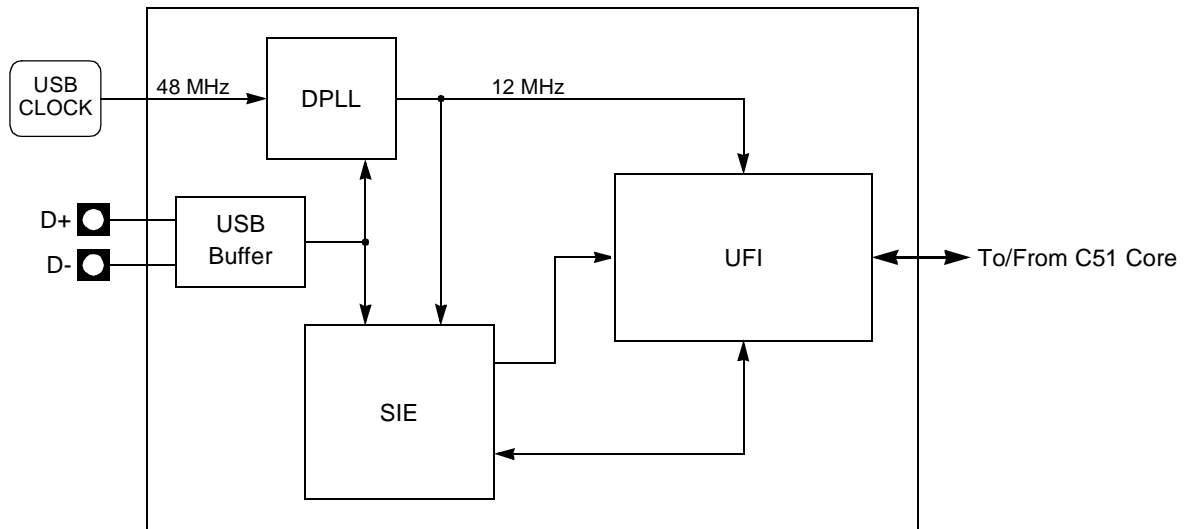 USB
CLOCK
48 MHz
DPLL
12 MHz
D+
D-
USB
Buffer
UFI
To/From C51 Core
SIE